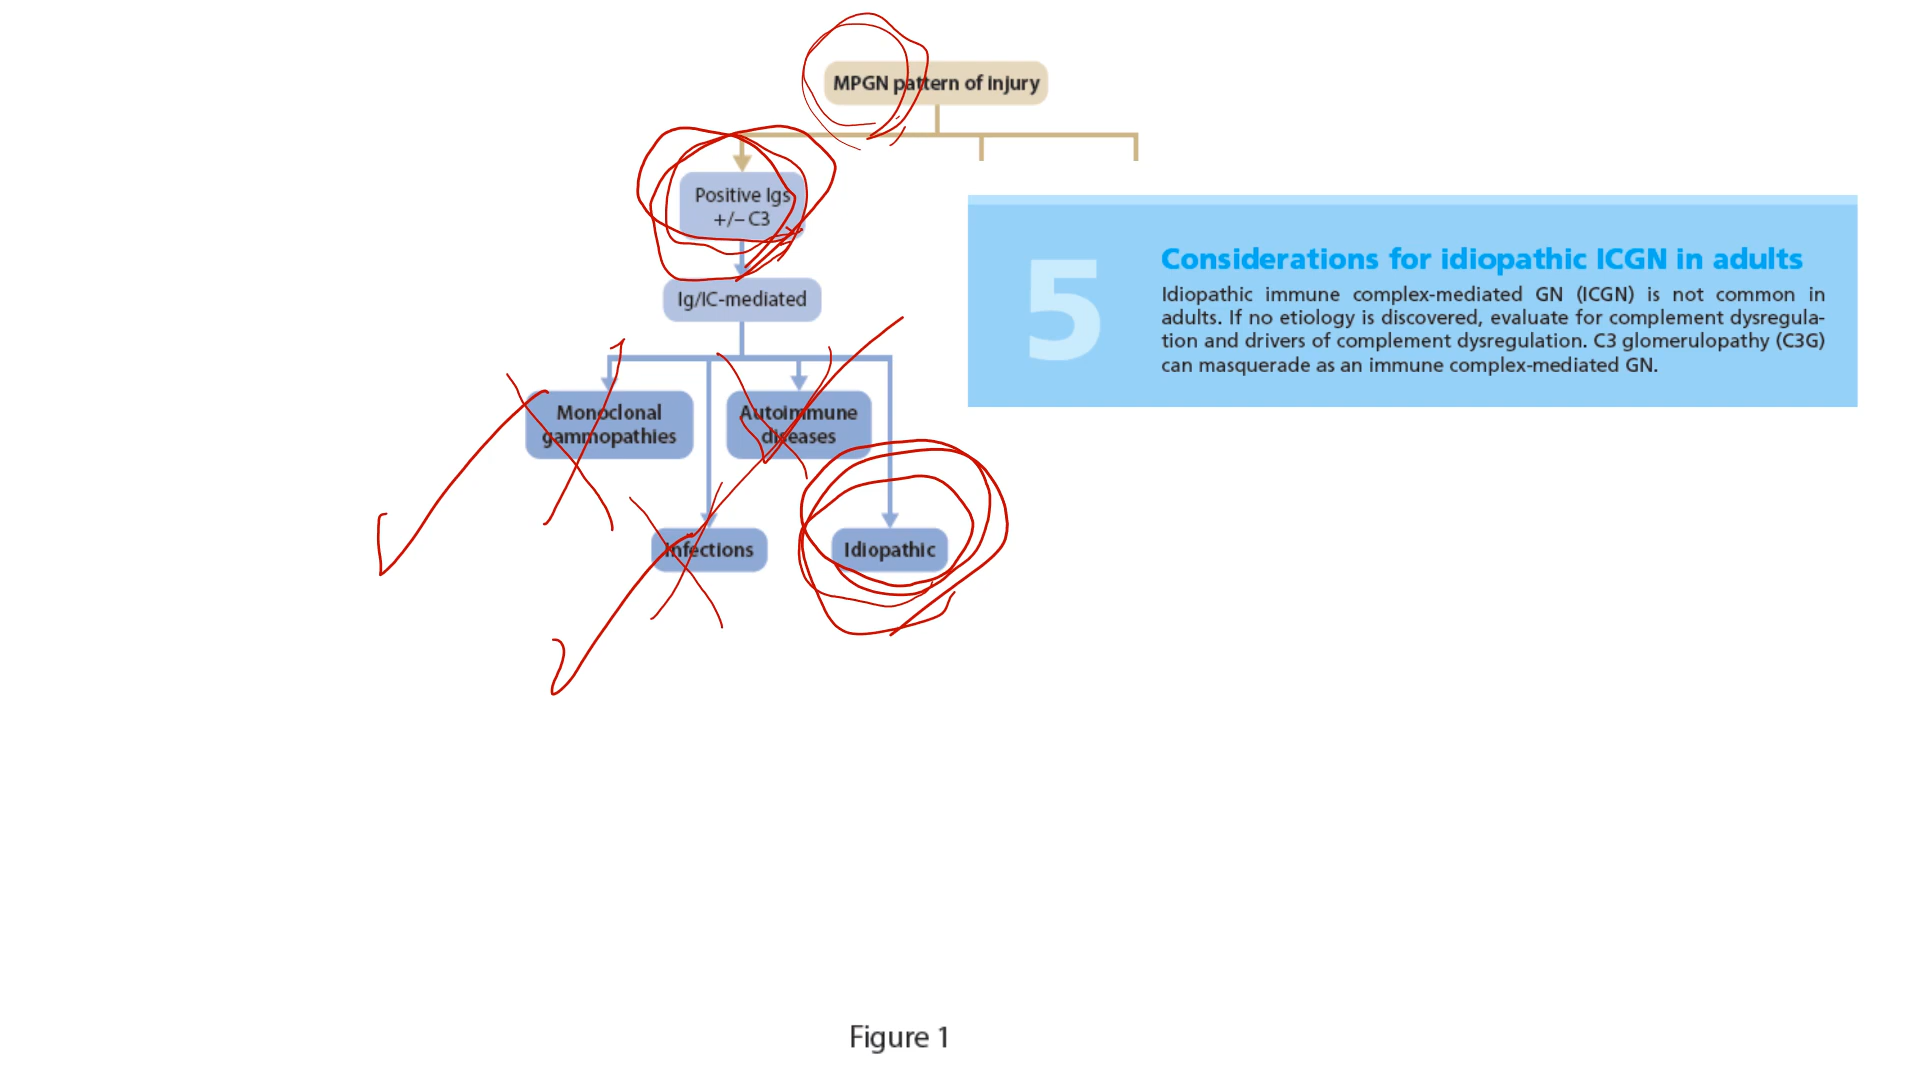 MPGN pattern of injury
Positive Igs
+/– C3
Ig/IC-mediated
Monoclonal
gammopathies
Autoimmune
diseases
Infections
Idiopathic
5
Considerations for idiopathic ICGN in adults
Idiopathic immune complex-mediated GN (ICGN) is not common in
adults. If no etiology is discovered, evaluate for complement dysregula-
tion and drivers of complement dysregulation. C3 glomerulopathy (C3G)
can masquerade as an immune complex-mediated GN.
Figure 1